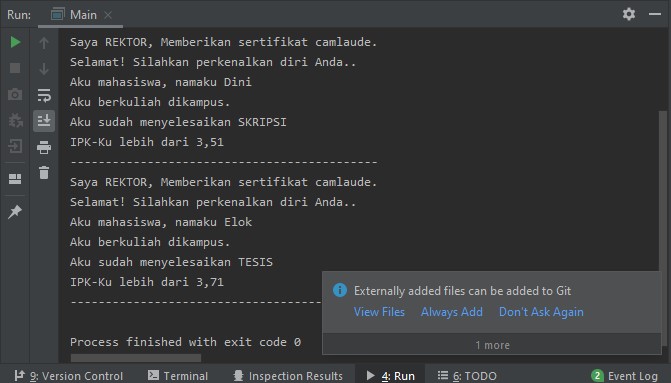 Run: Main
Saya REKTOR, Memberikan sertifikat camlaude.
Selamat! Silahkan perkenalkan diri Anda..
Aku mahasiswa, namaku Dini
Aku berkuliah dikampus.
Aku sudah menyelesaikan SKRIPSI
IPK-Ku lebih dari 3,51
--------------------------------------------
Saya REKTOR, Memberikan sertifikat camlaude.
Selamat! Silahkan perkenalkan diri Anda..
Aku mahasiswa, namaku Elok
Aku berkuliah dikampus.
Aku sudah menyelesaikan TESIS
IPK-Ku lebih dari 3,71
------------------------------------
Externally added files can be added to Git
View Files Always Add Don't Ask Again
1 more
Process finished with exit code 0
9: Version Control Terminal Inspection Results 4: Run 6: TODO 2 Event Log